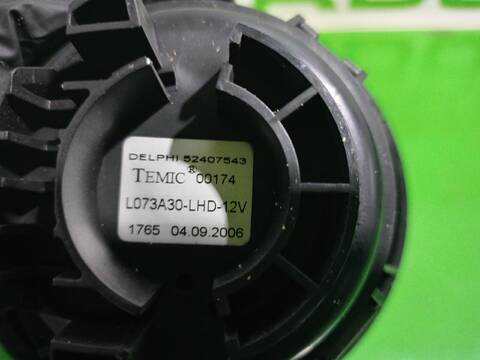 DELPHI 52407543
TEMIC® 00174
L073A30-LHD-12V
1765 04.09.2006